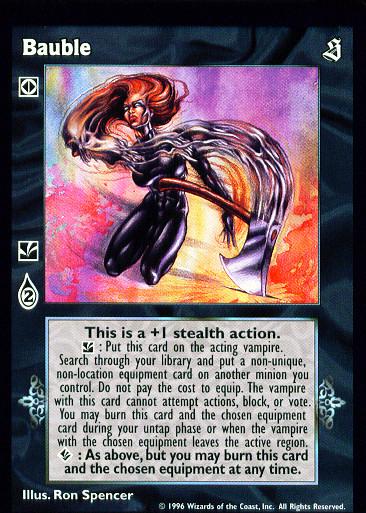 Bauble
2
This is a +1 stealth action.
: Put this card on the acting vampire.
Search through your library and put a non-unique,
non-location equipment card on another minion you
control. Do not pay the cost to equip. The vampire
with this card cannot attempt actions, block, or vote.
You may burn this card and the chosen equipment
card during your untap phase or when the vampire
with the chosen equipment leaves the active region.
: As above, but you may burn this card
and the chosen equipment at any time.
Illus. Ron Spencer
© 1996 Wizards of the Coast, Inc. All Rights Reserved.